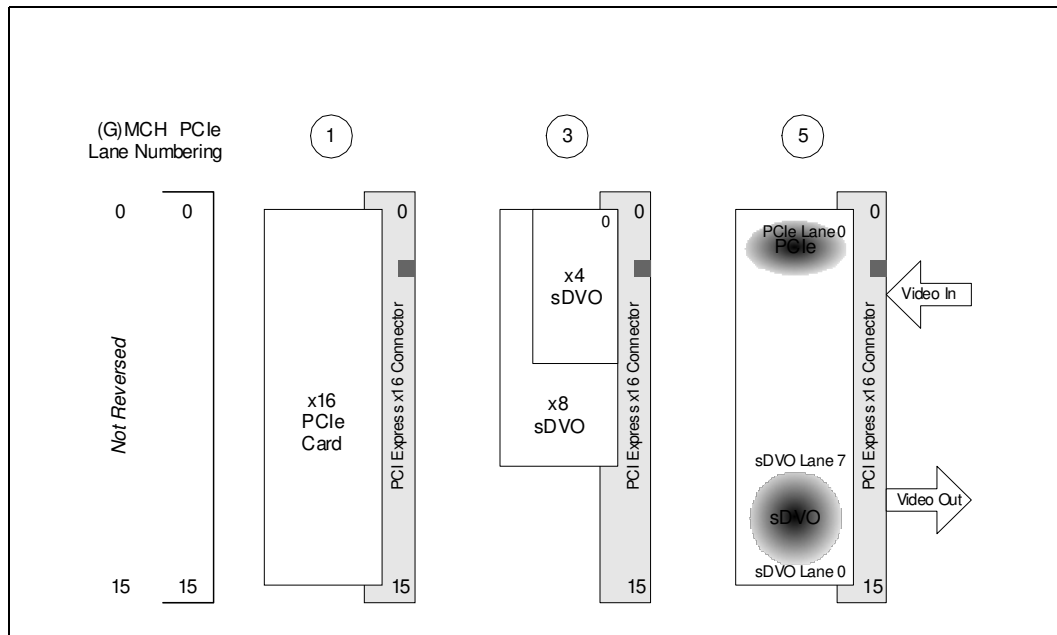 (G)MCH PCIe
Lane Numbering
1
3
5
0
0
Not Reversed
15
15
0
x16
PCIe
Card
PCI Express x16 Connector
15
0
0
x4
sDVO
x8
sDVO
PCI Express x16 Connector
15
PCIe Lane 0
PCIe
0
Video In
PCI Express x16 Connector
sDVO Lane 7
sDVO
Video Out
sDVO Lane 0
15